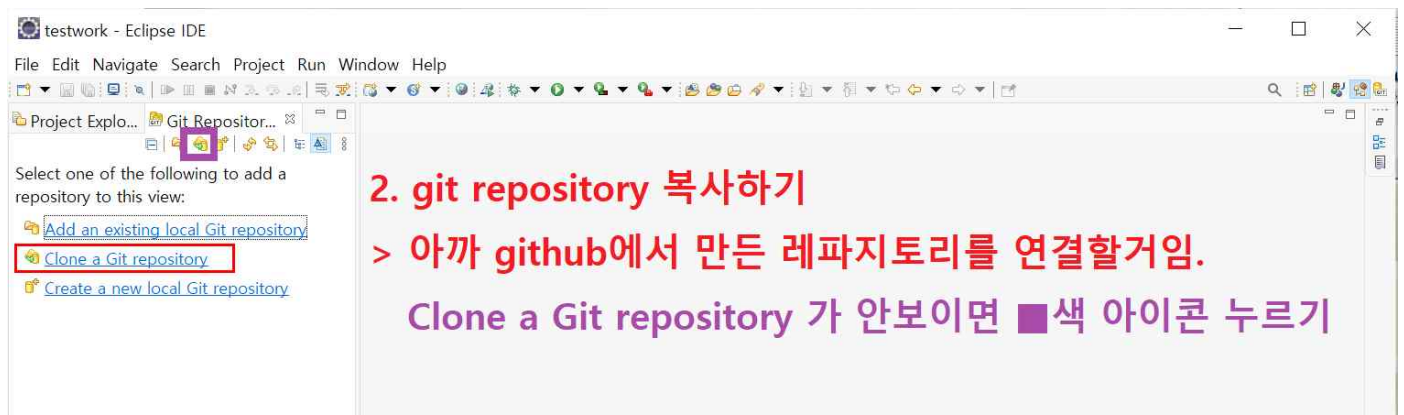 testwork - Eclipse IDE
File Edit Navigate Search Project Run Window Help
Project Explo... Git Repositor...
Select one of the following to add a
repository to this view:
Add an existing local Git repository
Clone a Git repository
Create a new local Git repository
2. git repository 복사하기
> 아까 github에서 만든 레파지토리를 연결할거임.
Clone a Git repository 가 안보이면 ■색 아이콘 누르기